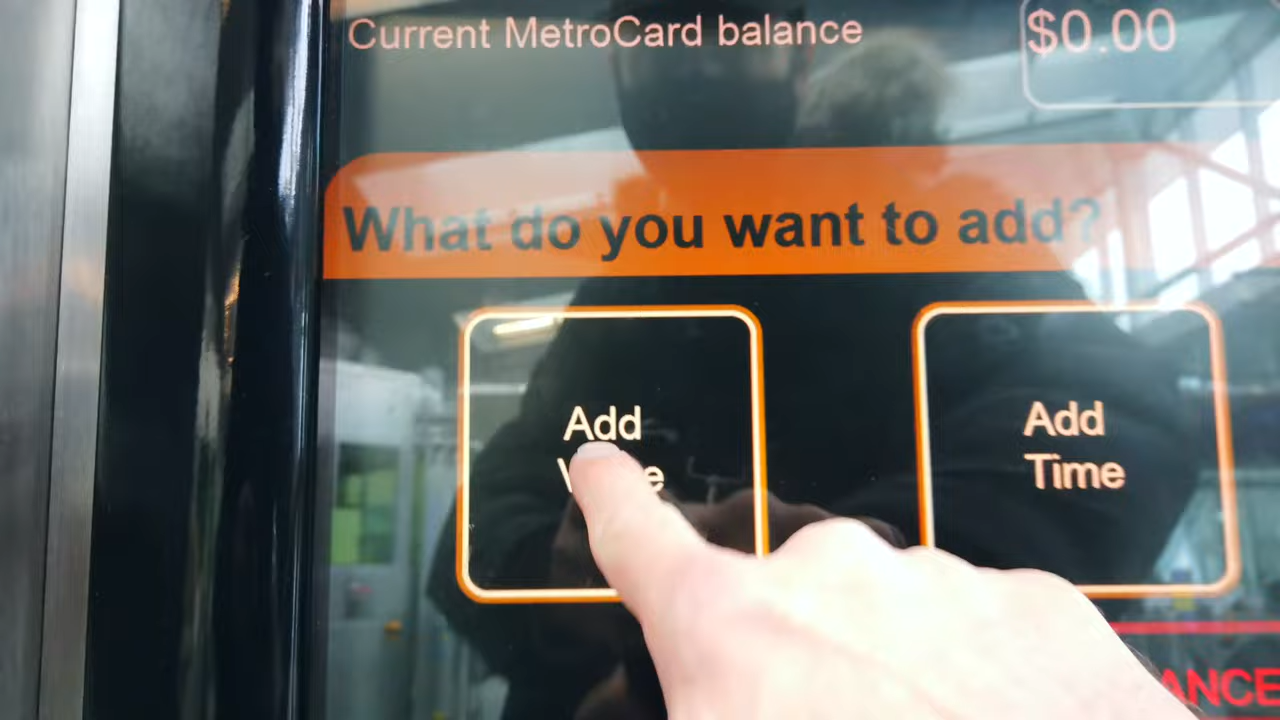 Current MetroCard balance
$0.00
What do you want to add?
Add
Add
Time